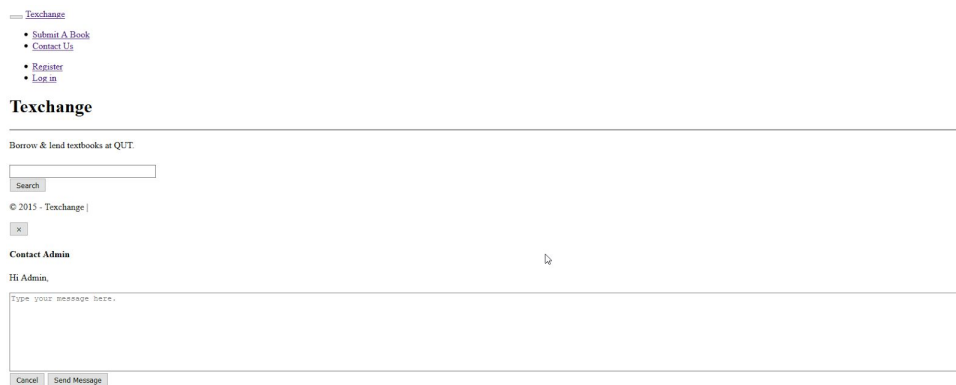 Texchange
Submit A Book
Contact Us
Register
Log in
Texchange
Borrow & lend textbooks at QUT.
Search
© 2015 - Texchange |
×
Contact Admin
Hi Admin,
Type your message here.
Cancel Send Message